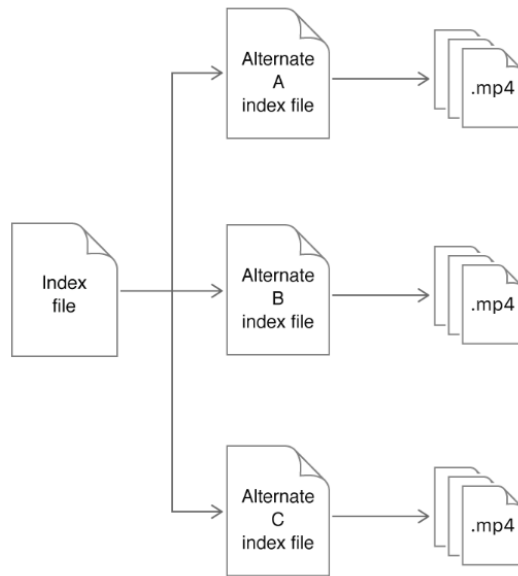 Alternate
A
index file
.mp4
Index
file
Alternate
B
index file
.mp4
Alternate
C
index file
.mp4